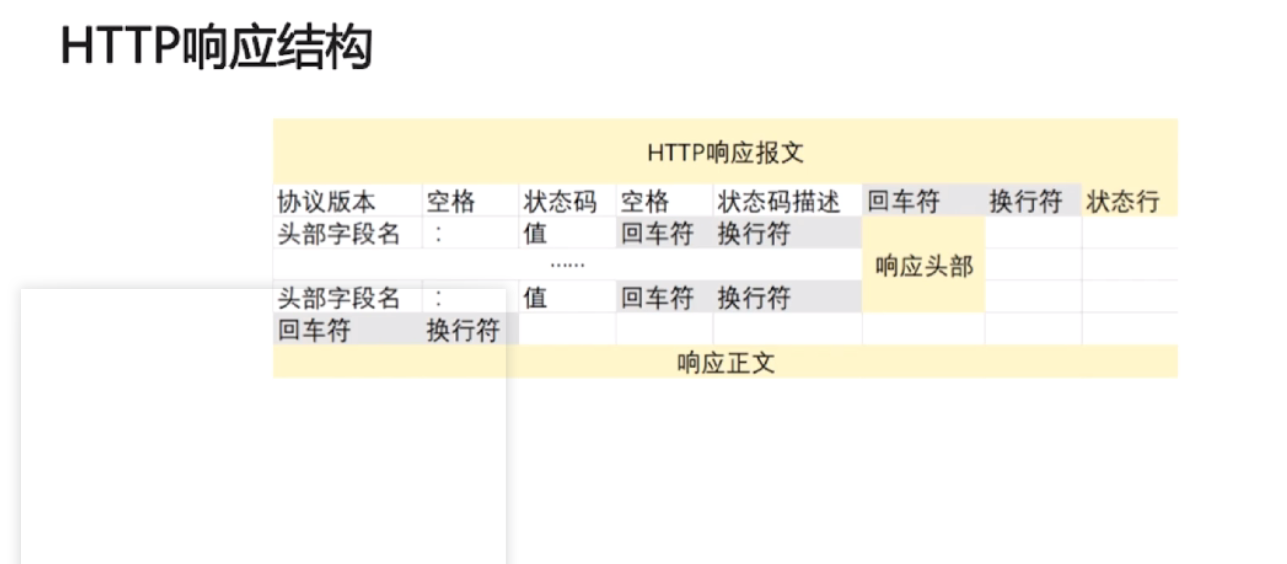 HTTP响应结构
HTTP响应报文
协议版本 空格 状态码 空格 状态码描述 回车符 换行符 状态行
头部字段名 : 值 回车符 换行符
响应头部
......
头部字段名 : 值 回车符 换行符
回车符 换行符
响应正文